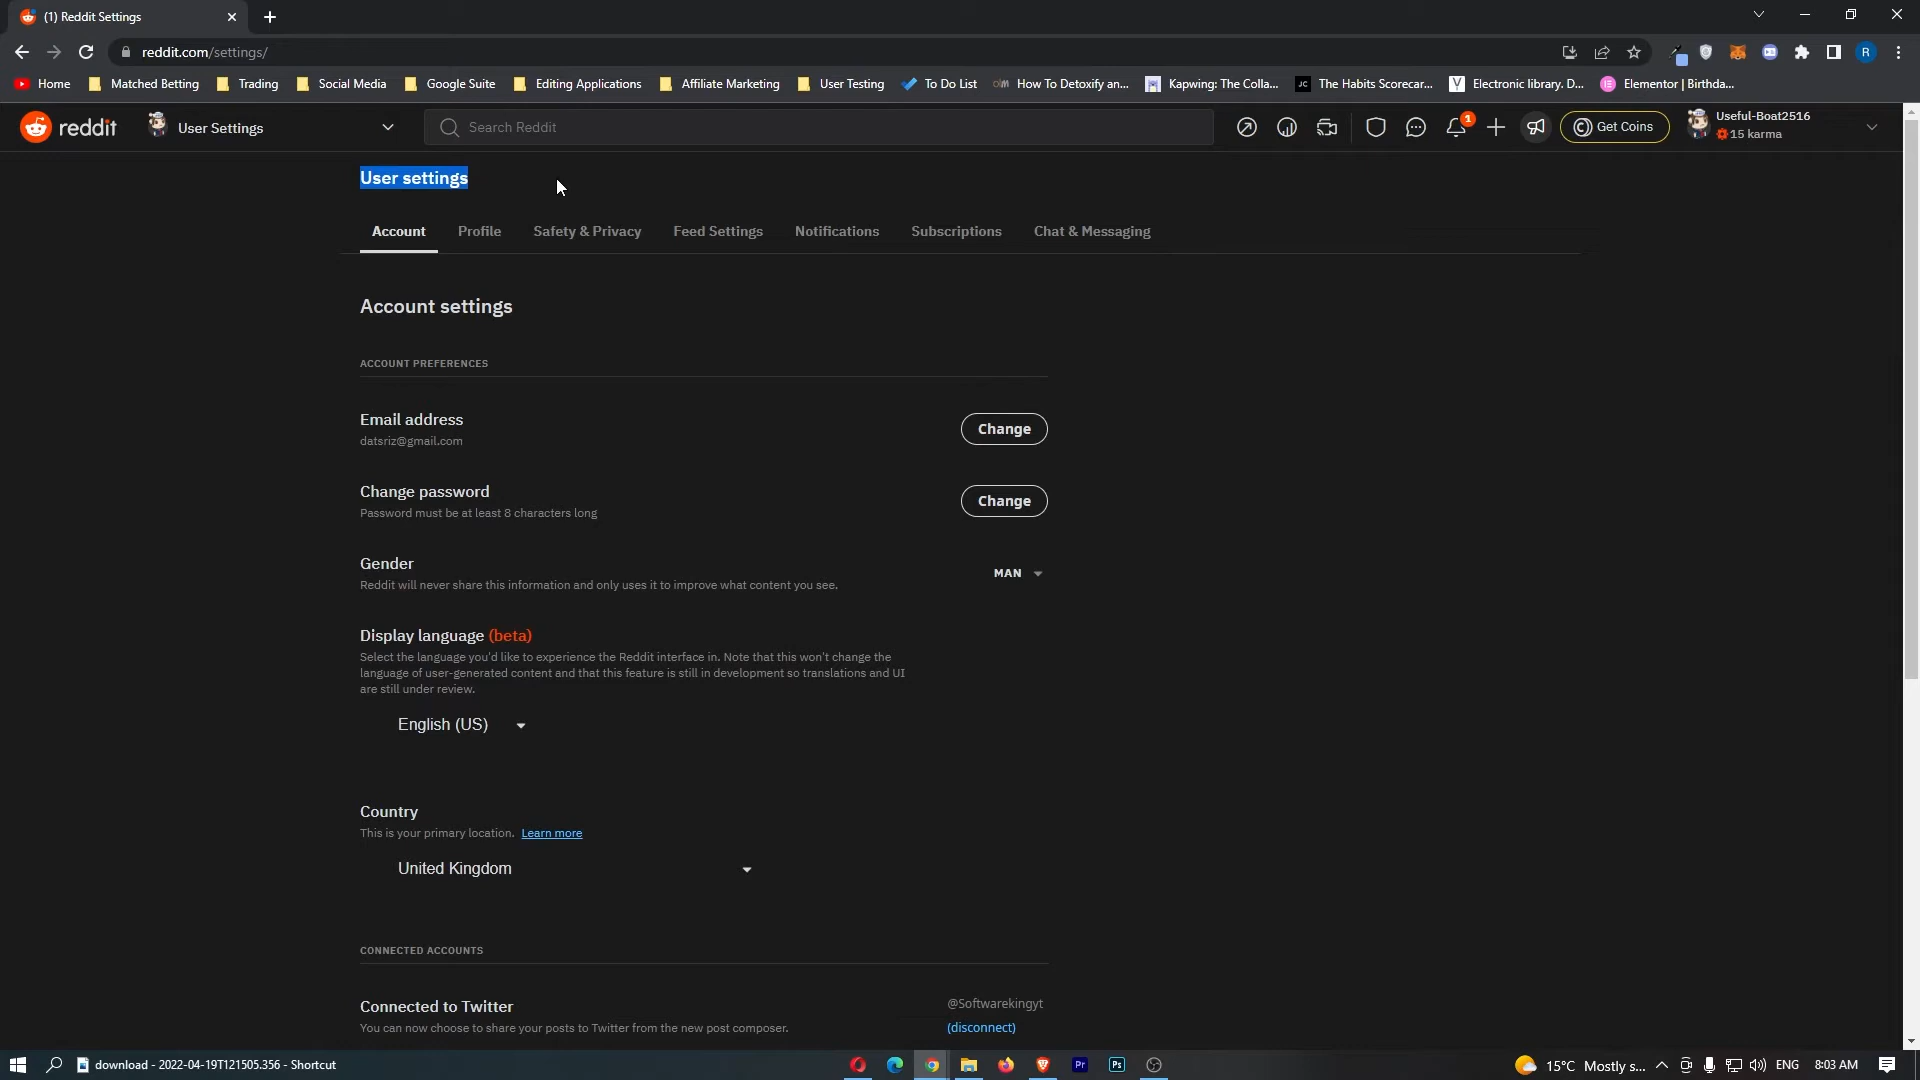 (1) Reddit Settings
reddit.com/settings/
R
Home
Matched Betting
Trading
Social Media
Google Suite
Editing Applications
Affiliate Marketing
User Testing
To Do List
How To Detoxify an...
Kapwing: The Colla...
JC
The Habits Scorecar...
Electronic library. D...
Elementor | Birthda...
reddit
User Settings
Search Reddit
1
Get Coins
Useful-Boat2516
15 karma
User settings
Account
Profile
Safety & Privacy
Feed Settings
Notifications
Subscriptions
Chat & Messaging
Account settings
ACCOUNT PREFERENCES
Email address
datsriz@gmail.com
Change
Change password
Password must be at least 8 characters long
Change
Gender
Reddit will never share this information and only uses it to improve what content you see.
MAN
Display language (beta)
Select the language you'd like to experience the Reddit interface in. Note that this won't change the
language of user-generated content and that this feature is still in development so translations and UI
are still under review.
English (US)
Country
This is your primary location. Learn more
United Kingdom
CONNECTED ACCOUNTS
Connected to Twitter
You can now choose to share your posts to Twitter from the new post composer.
@Softwarekingyt
(disconnect)
download - 2022-04-19T121505.356 - Shortcut
Pr
Ps
15°C Mostly s...
ENG
8:03 AM